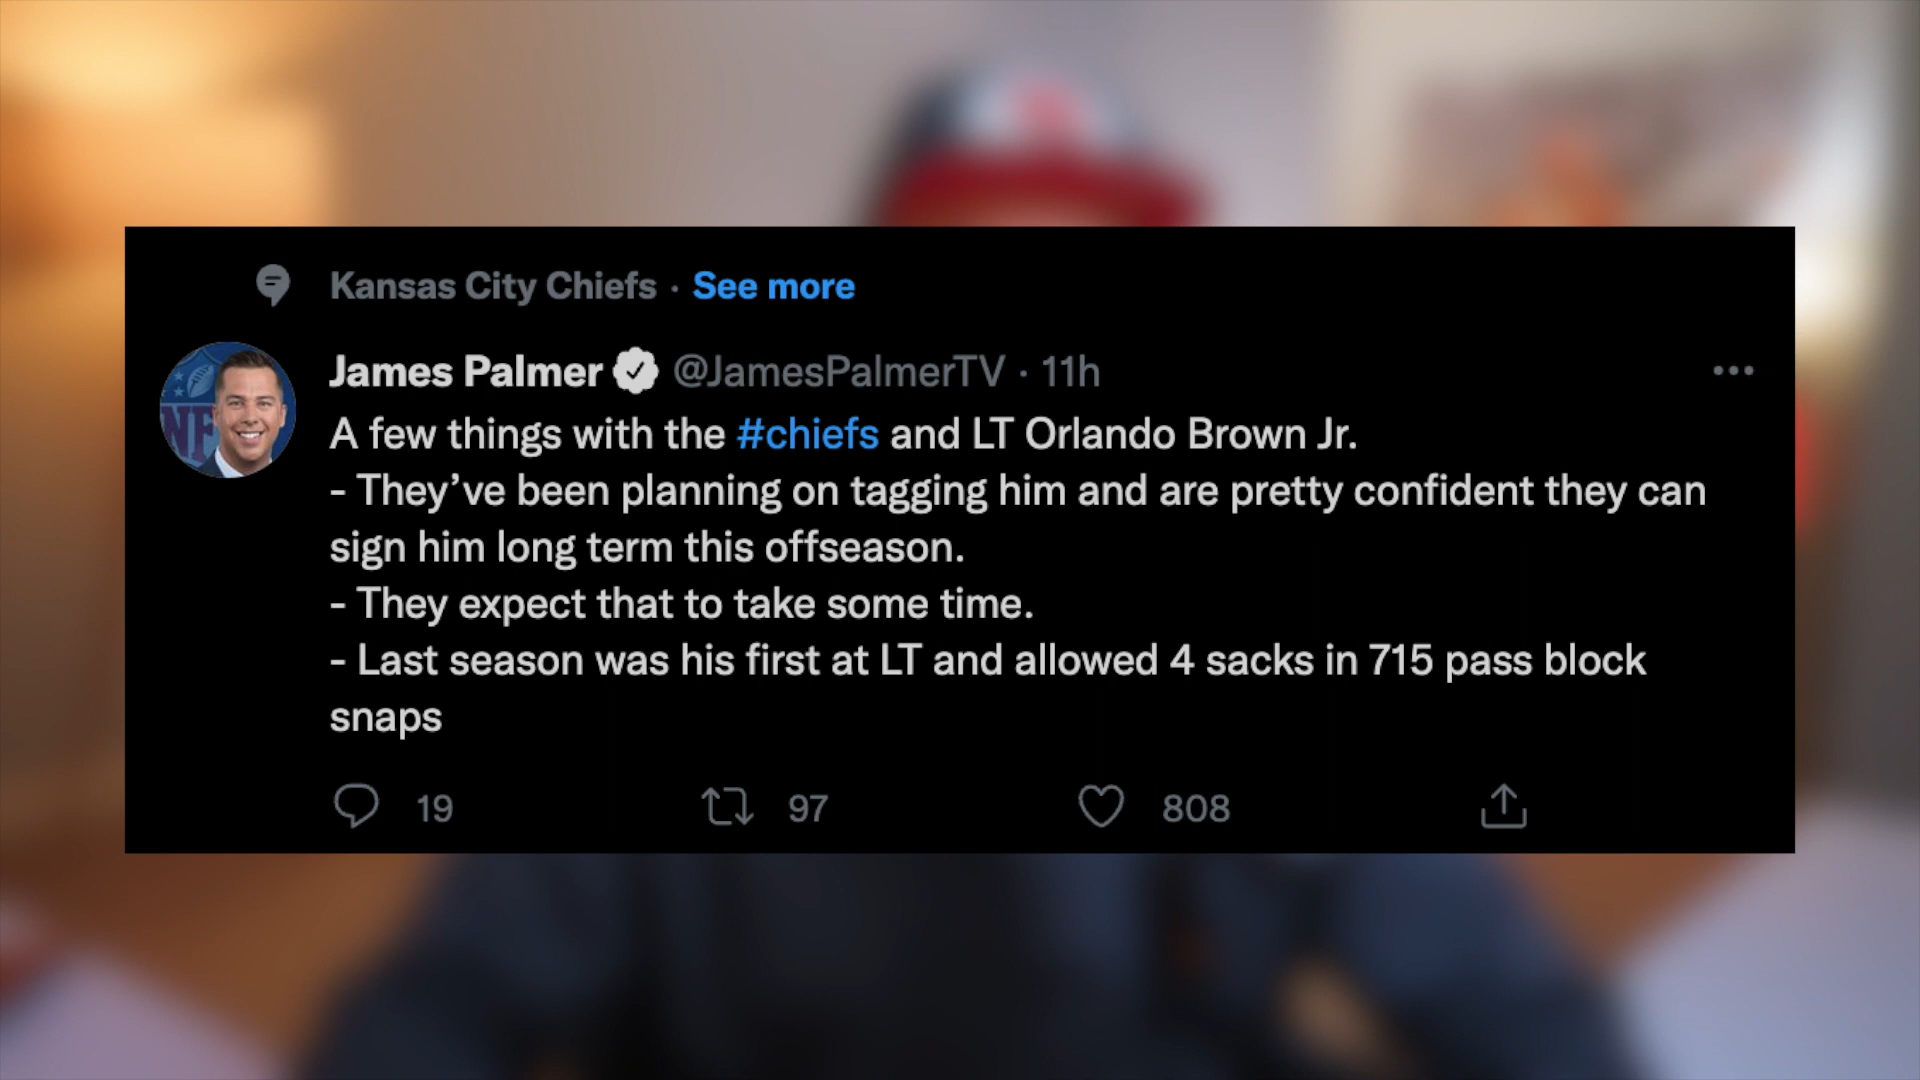 Kansas City Chiefs · See more
James Palmer @JamesPalmerTV · 11h
A few things with the #chiefs and LT Orlando Brown Jr.
- They’ve been planning on tagging him and are pretty confident they can
sign him long term this offseason.
- They expect that to take some time.
- Last season was his first at LT and allowed 4 sacks in 715 pass block
snaps
19 97 808